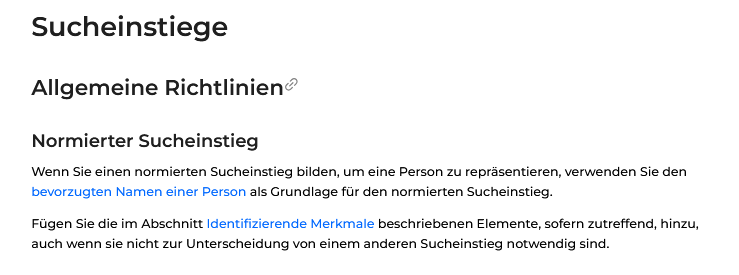 Sucheinstiege
Allgemeine Richtlinien
Normierter Sucheinstieg
Wenn Sie einen normierten Sucheinstieg bilden, um eine Person zu repräsentieren, verwenden Sie den
bevorzugten Namen einer Person als Grundlage für den normierten Sucheinstieg.
Fügen Sie die im Abschnitt Identifizierende Merkmale beschriebenen Elemente, sofern zutreffend, hinzu,
auch wenn sie nicht zur Unterscheidung von einem anderen Sucheinstieg notwendig sind.